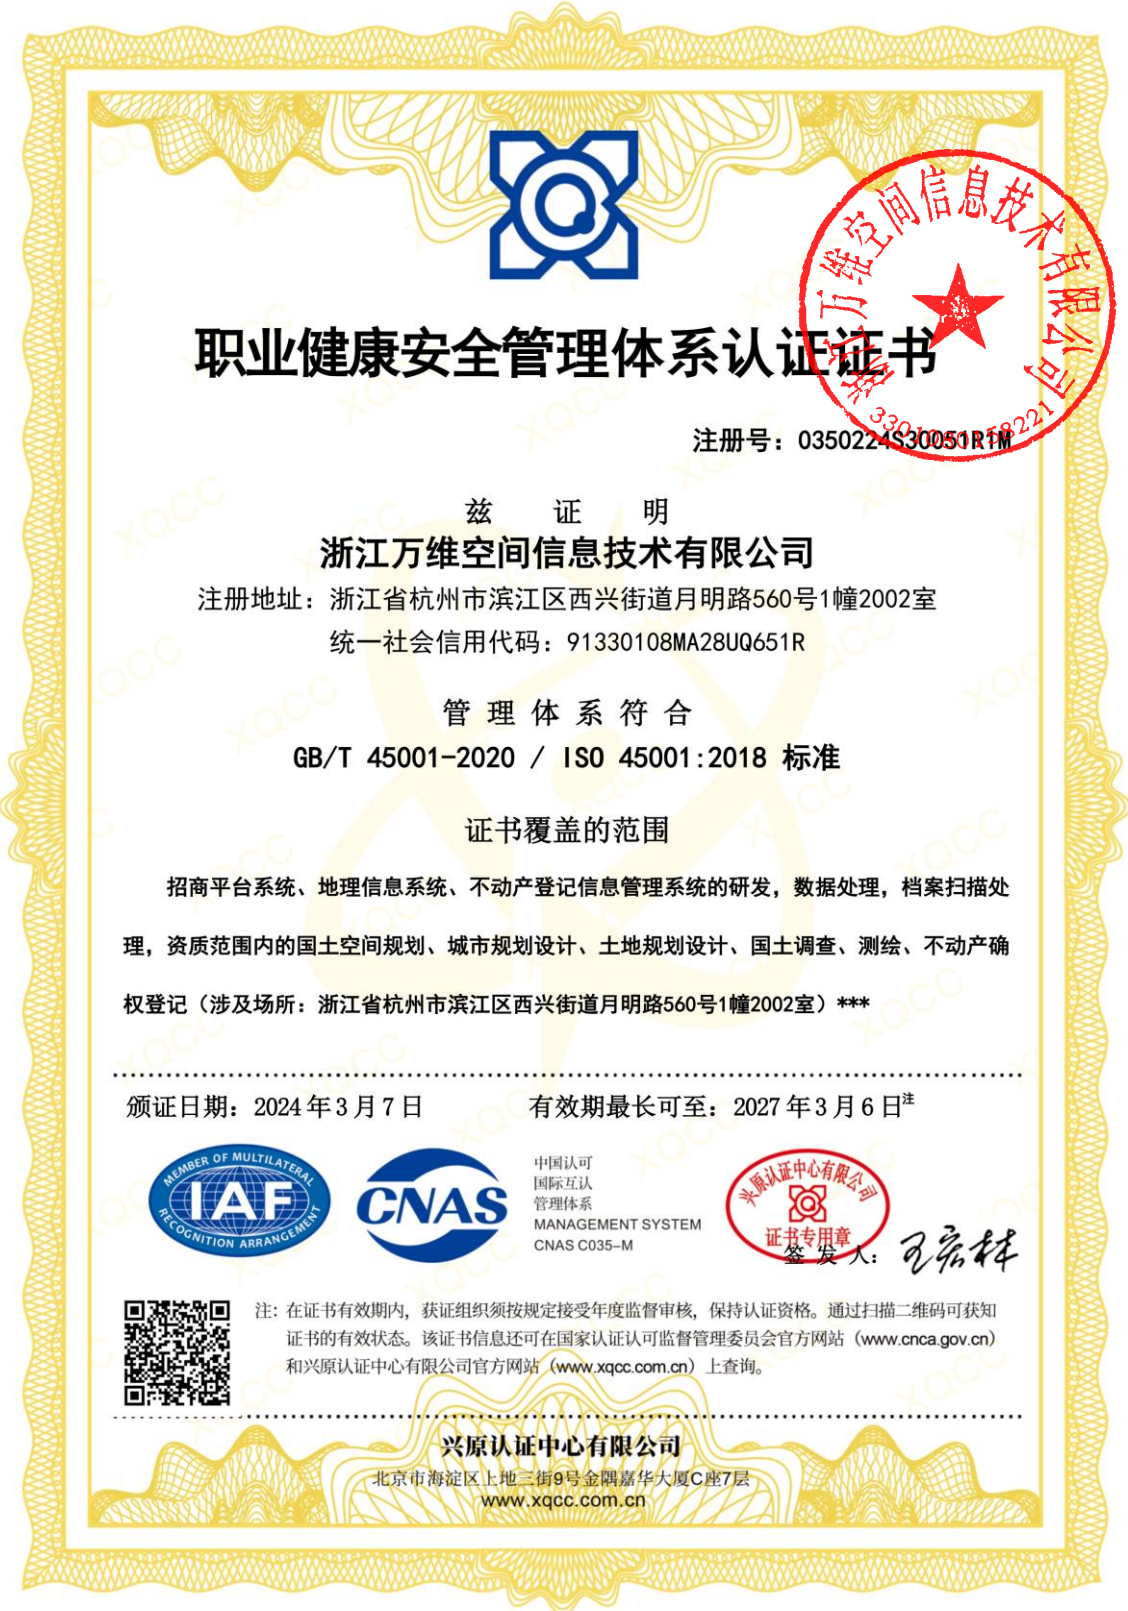 职业健康安全管理体系认证证书
浙江万维空间信息技术有限公司
3301080158221
注册号：0350224S30051R1M
兹 证 明
浙江万维空间信息技术有限公司
注册地址：浙江省杭州市滨江区西兴街道月明路560号1幢2002室
统一社会信用代码：91330108MA28UQ651R
管 理 体 系 符 合
GB/T 45001-2020 / ISO 45001:2018 标准
证书覆盖的范围
招商平台系统、地理信息系统、不动产登记信息管理系统的研发，数据处理，档案扫描处
理，资质范围内的国土空间规划、城市规划设计、土地规划设计、国土调查、测绘、不动产确
权登记（涉及场所：浙江省杭州市滨江区西兴街道月明路560号1幢2002室）***
颁证日期：2024年3月7日 有效期最长可至：2027年3月6日注
MEMBER OF MULTILATERAL
IAF
RECOGNITION ARRANGEMENT
CNAS
中国认可
国际互认
管理体系
MANAGEMENT SYSTEM
CNAS C035-M
兴原认证中心有限公司
证书专用章
签 发 人：王宏林
注：在证书有效期内，获证组织须按规定接受年度监督审核，保持认证资格。通过扫描二维码可获知
证书的有效状态。该证书信息还可在国家认证认可监督管理委员会官方网站（www.cnca.gov.cn）
和兴原认证中心有限公司官方网站（www.xqcc.com.cn）上查询。
兴原认证中心有限公司
北京市海淀区上地三街9号金隅嘉华大厦C座7层
www.xqcc.com.cn